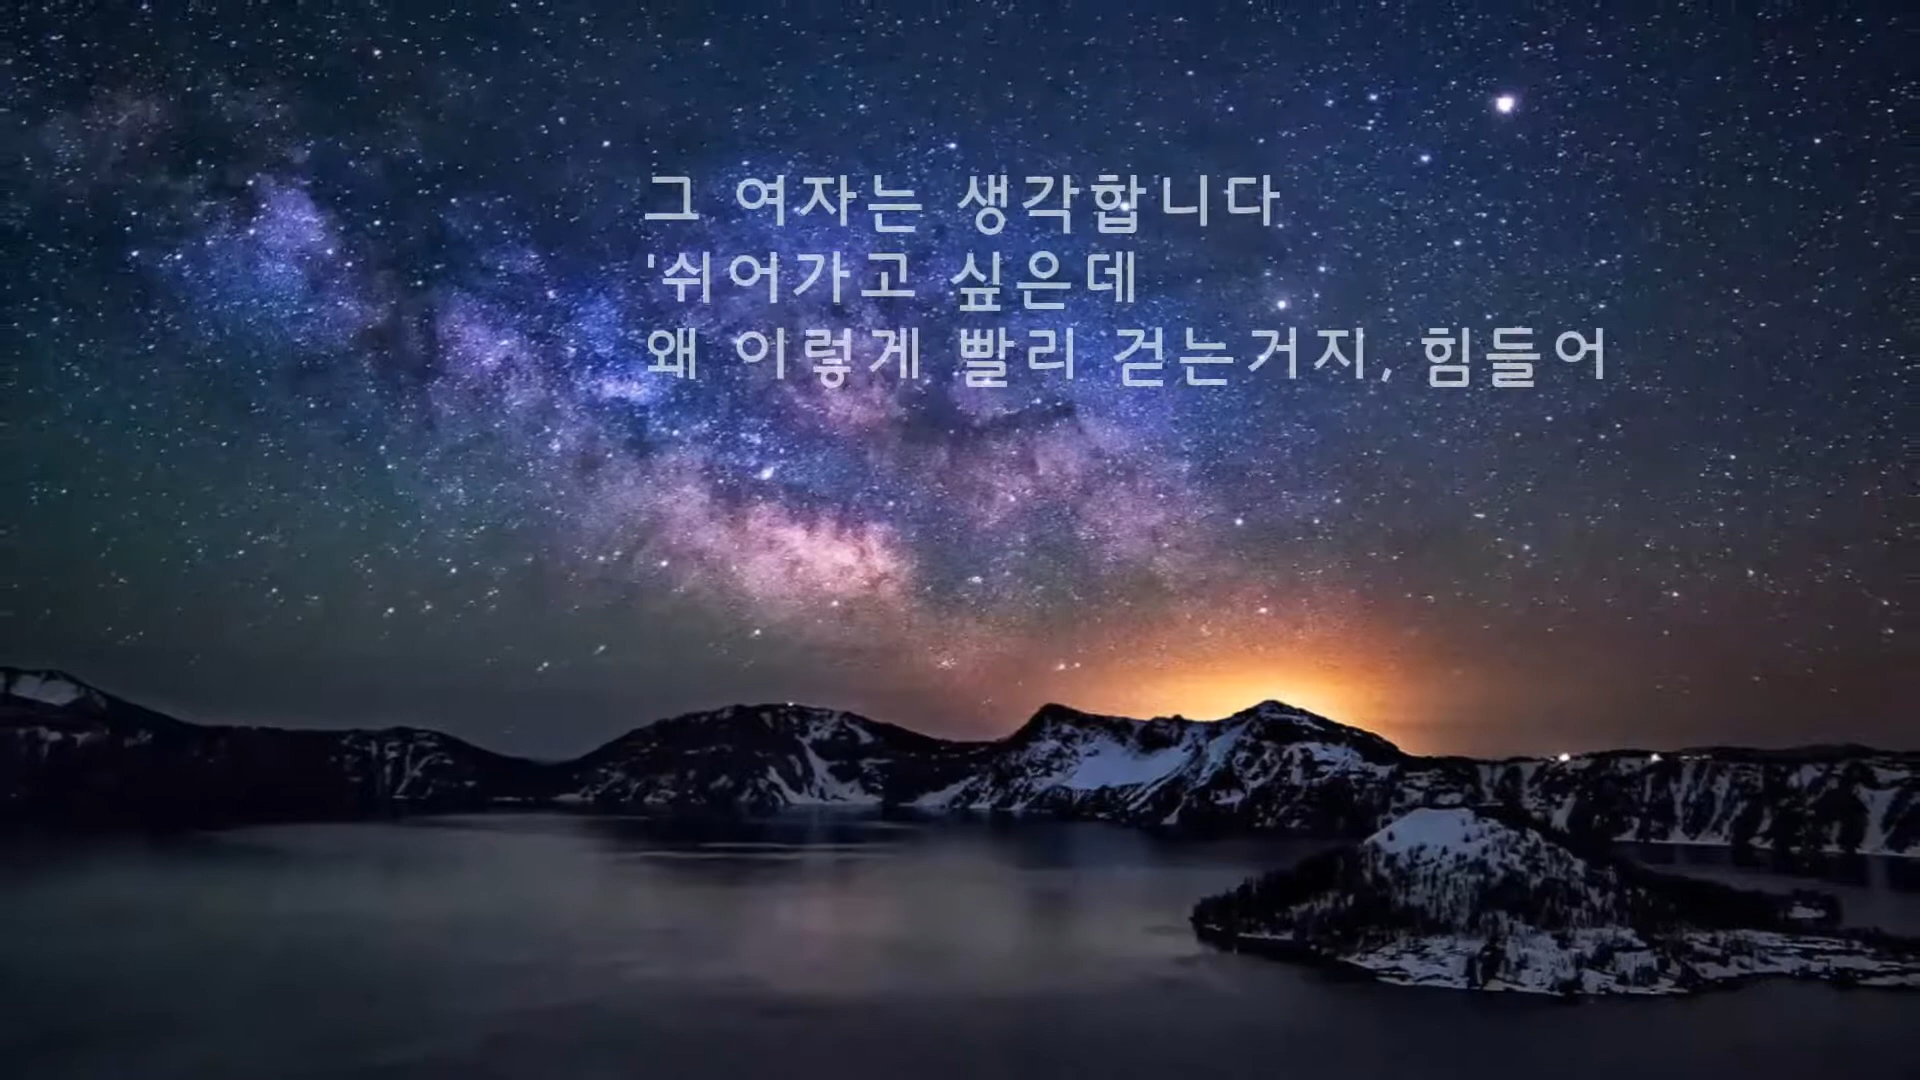 그 여자는 생각합니다
'쉬어가고 싶은데
왜 이렇게 빨리 걷는거지, 힘들어